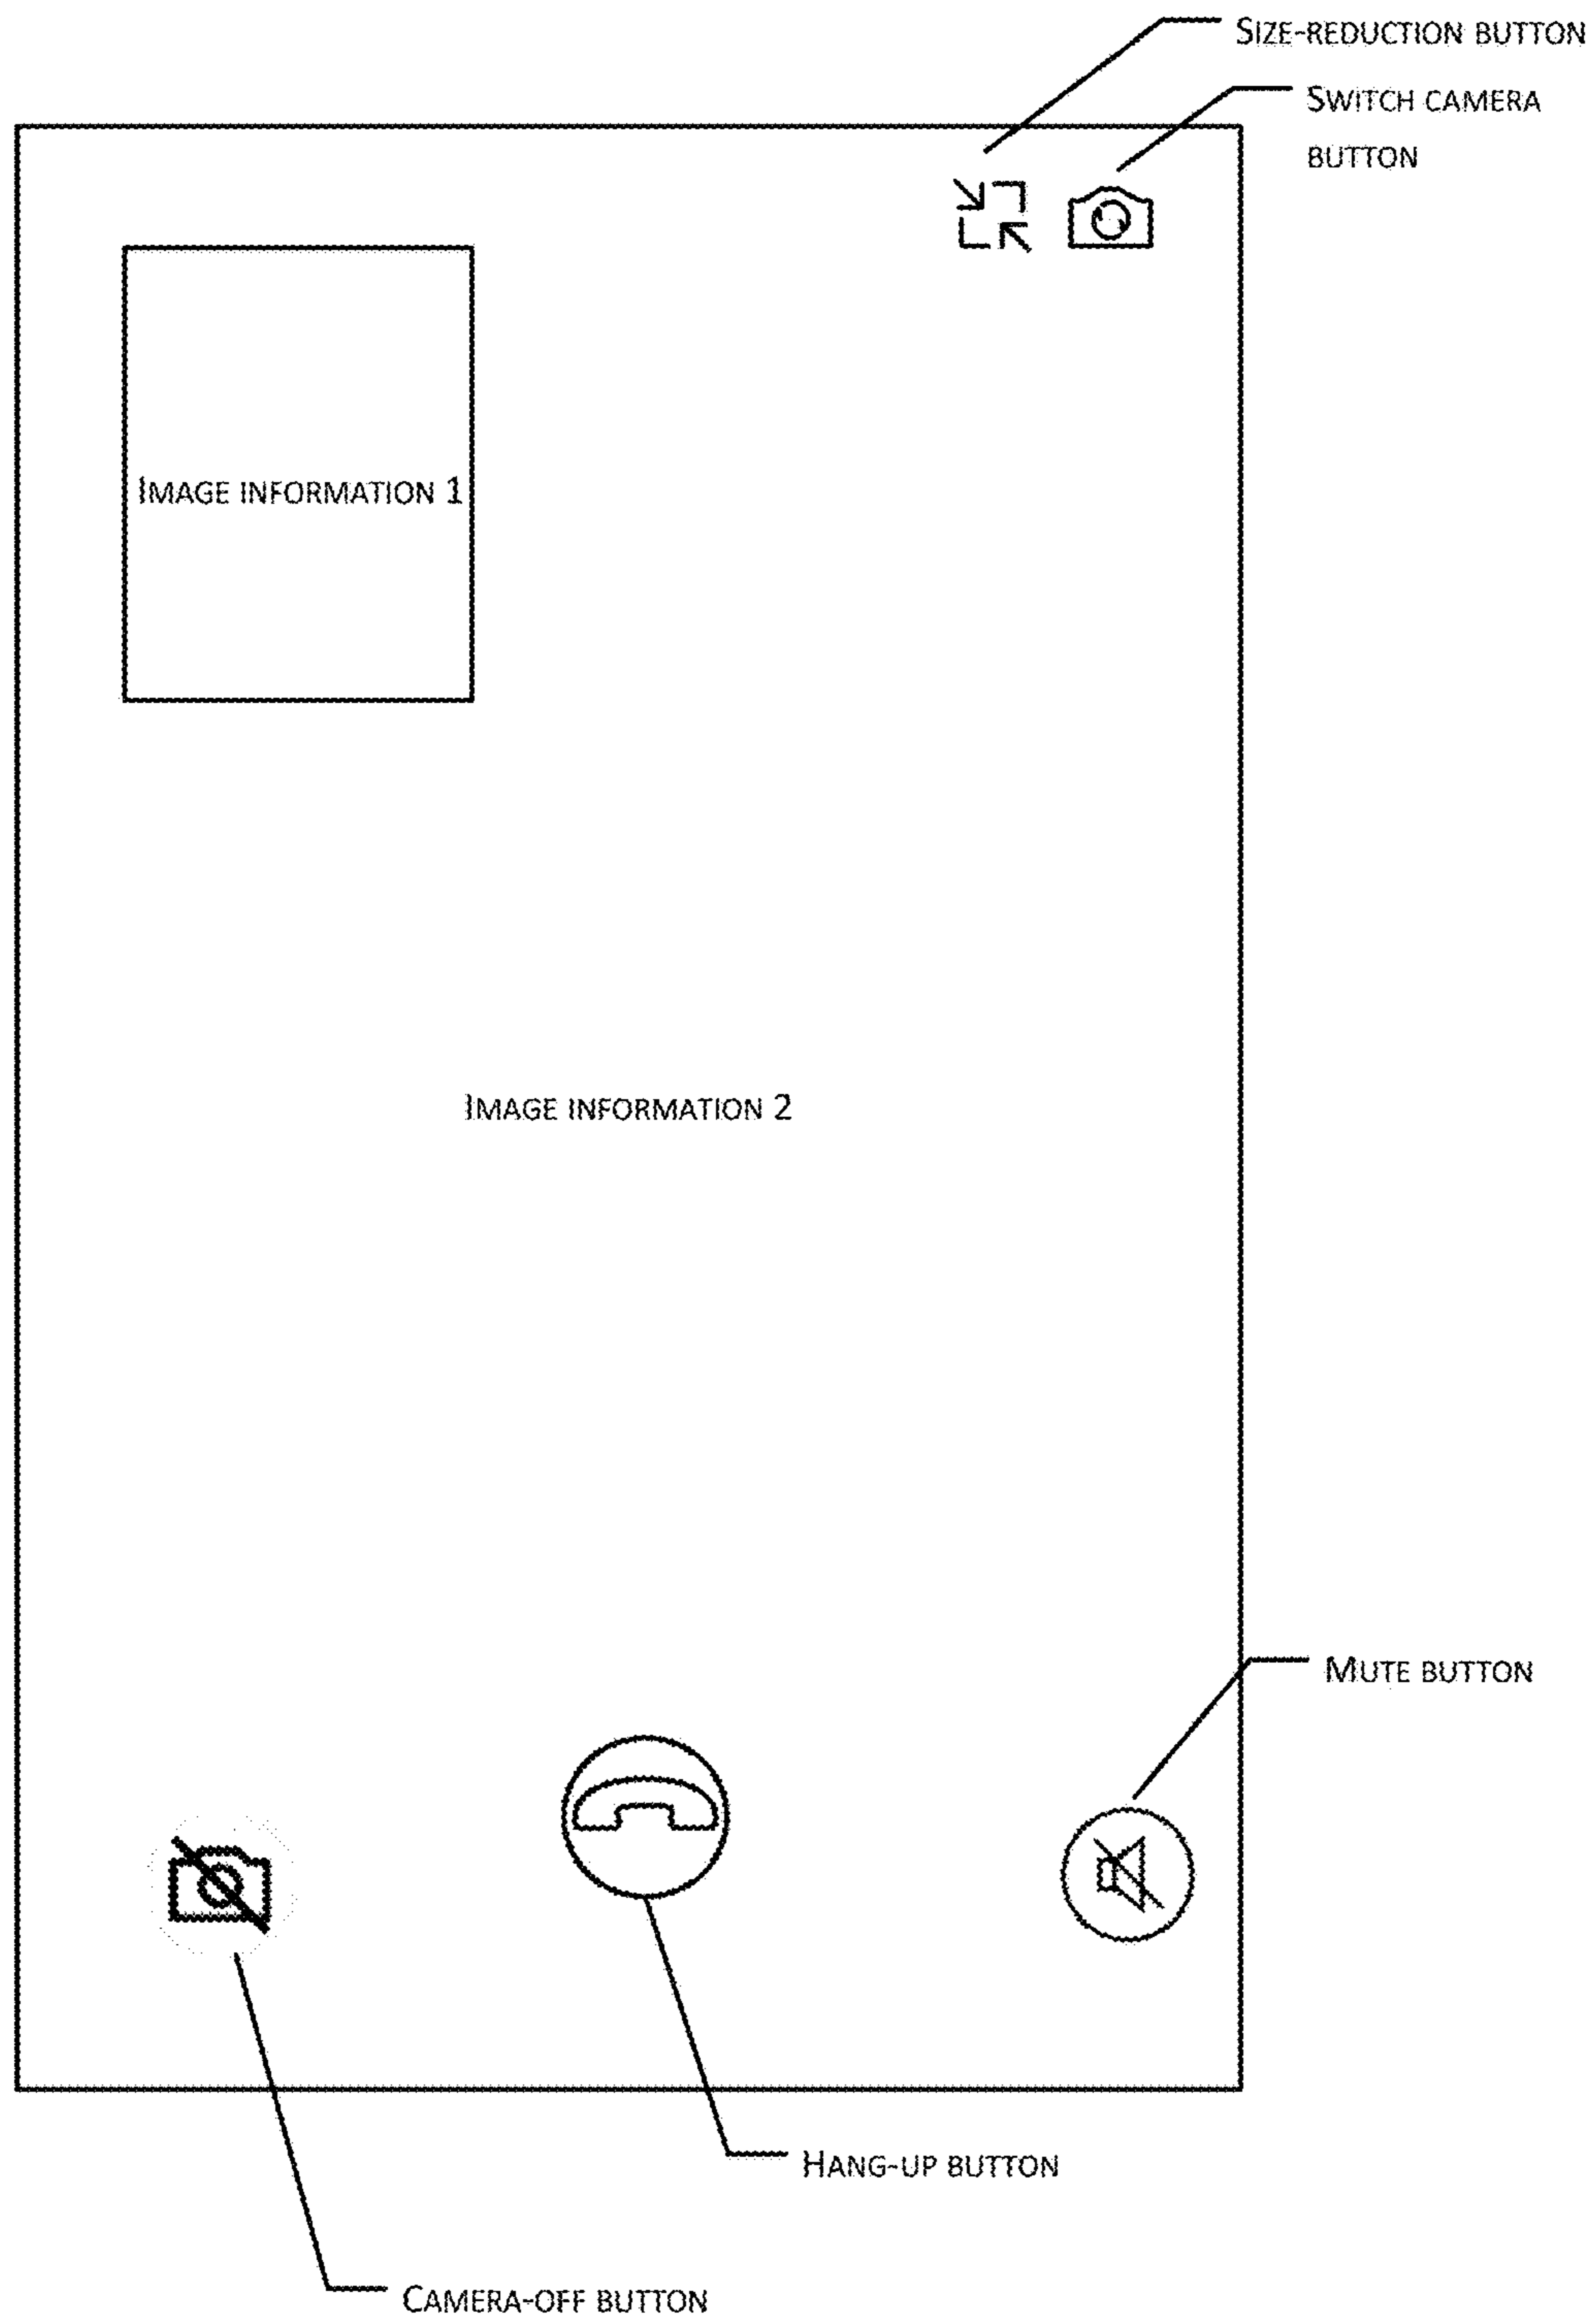 SIZE-REDUCTION BUTTON
SWITCH CAMERA
BUTTON
IMAGE INFORMATION 1
IMAGE INFORMATION 2
MUTE BUTTON
HANG-UP BUTTON
CAMERA-OFF BUTTON